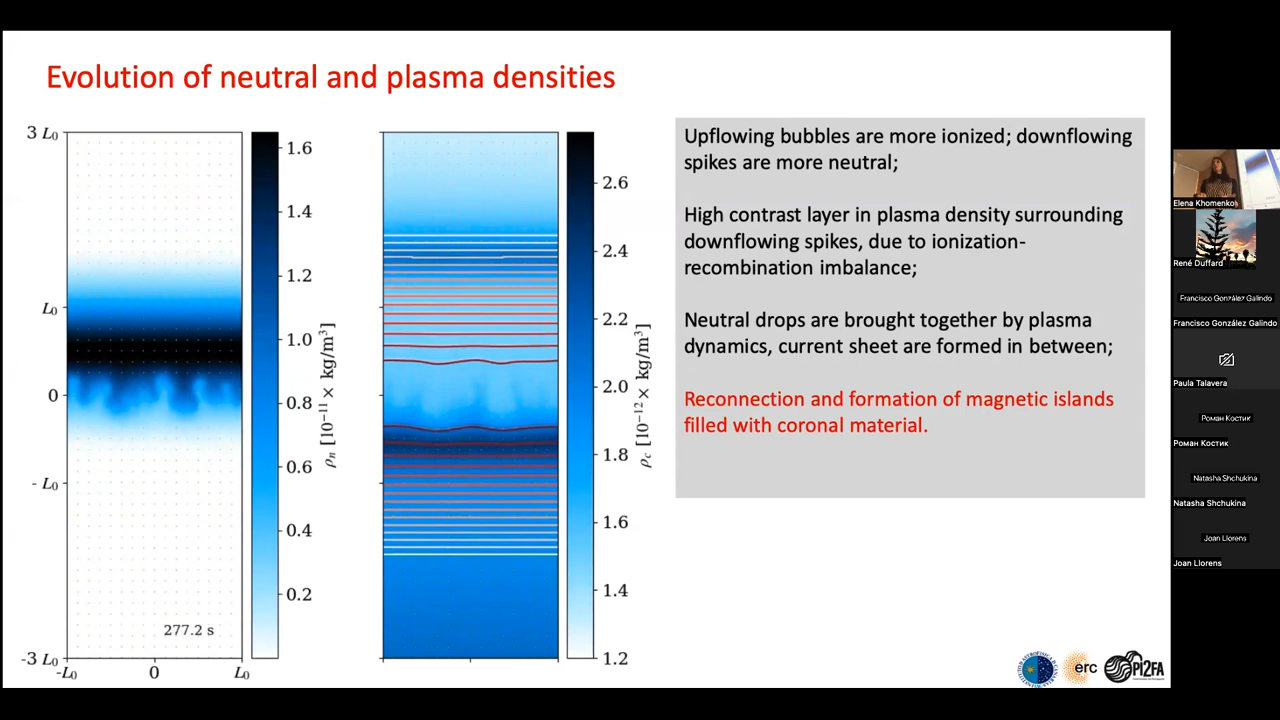 Evolution of neutral and plasma densities
3 L₀
L₀
0
- L₀
-3 L₀
-L₀
0
L₀
277.2 s
1.6
1.4
1.2
1.0
0.8
0.6
0.4
0.2
ρₙ [10⁻¹¹ × kg/m³]
2.6
2.4
2.2
2.0
1.8
1.6
1.4
1.2
ρ_c [10⁻¹² × kg/m³]
Upflowing bubbles are more ionized; downflowing
spikes are more neutral;
High contrast layer in plasma density surrounding
downflowing spikes, due to ionization-
recombination imbalance;
Neutral drops are brought together by plasma
dynamics, current sheet are formed in between;
Reconnection and formation of magnetic islands
filled with coronal material.
erc
PI2FA
Elena Khomenko
René Duffard
Francisco González Galindo
Francisco González Galindo
Paula Talavera
Роман Костик
Роман Костик
Natasha Shchukina
Natasha Shchukina
Joan Llorens
Joan Llorens